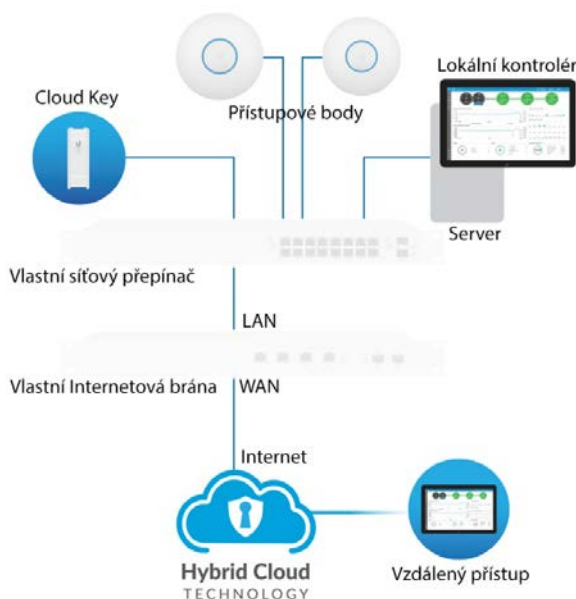 Lokální kontrolér
Cloud Key
Přístupové body
Server
Vlastní síťový přepínač
LAN
Vlastní Internetová brána
WAN
Internet
Hybrid Cloud
TECHNOLOGY
Vzdálený přístup